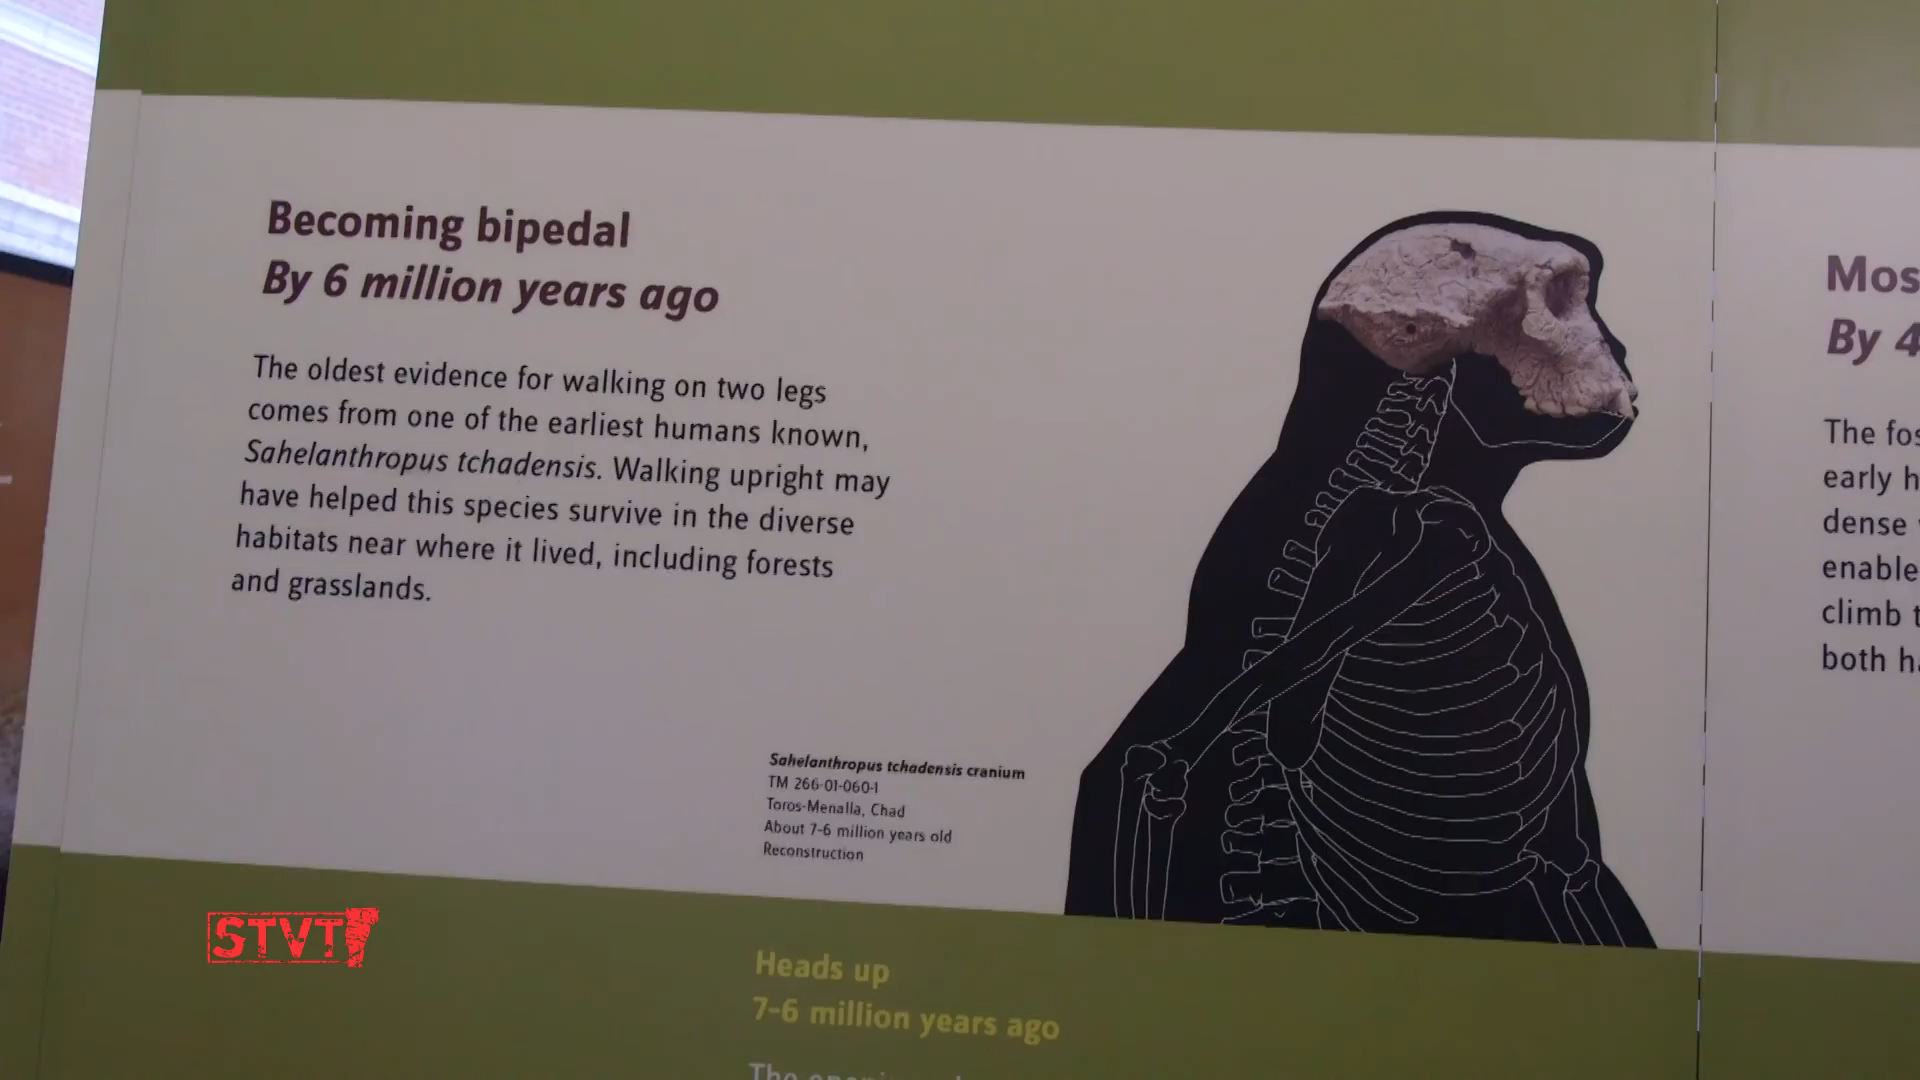 Becoming bipedal
By 6 million years ago
The oldest evidence for walking on two legs
comes from one of the earliest humans known,
Sahelanthropus tchadensis. Walking upright may
have helped this species survive in the diverse
habitats near where it lived, including forests
and grasslands.
Sahelanthropus tchadensis cranium
TM 266-01-060-1
Toros-Menalla, Chad
About 7-6 million years old
Reconstruction
Heads up
7-6 million years ago
The
By 4
The
early
dense
enable
climb
both
STVT